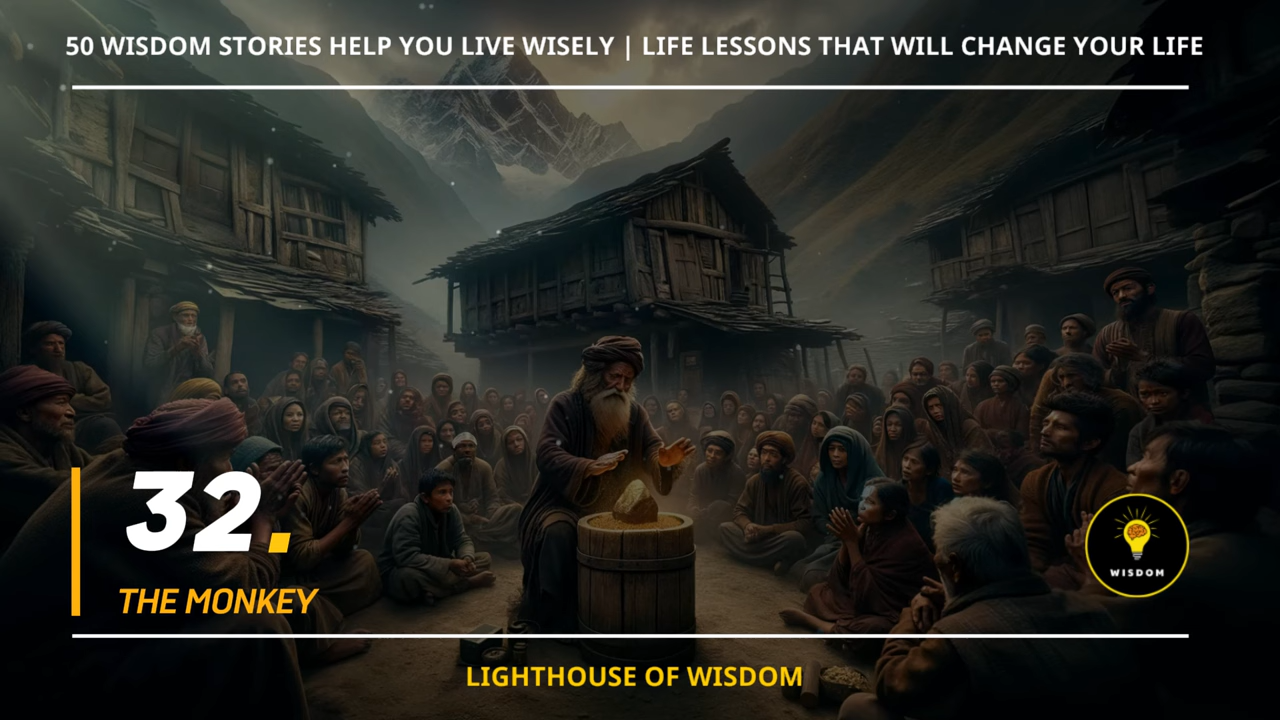 50 WISDOM STORIES HELP YOU LIVE WISELY | LIFE LESSONS THAT WILL CHANGE YOUR LIFE
32.
THE MONKEY
WISDOM
LIGHTHOUSE OF WISDOM